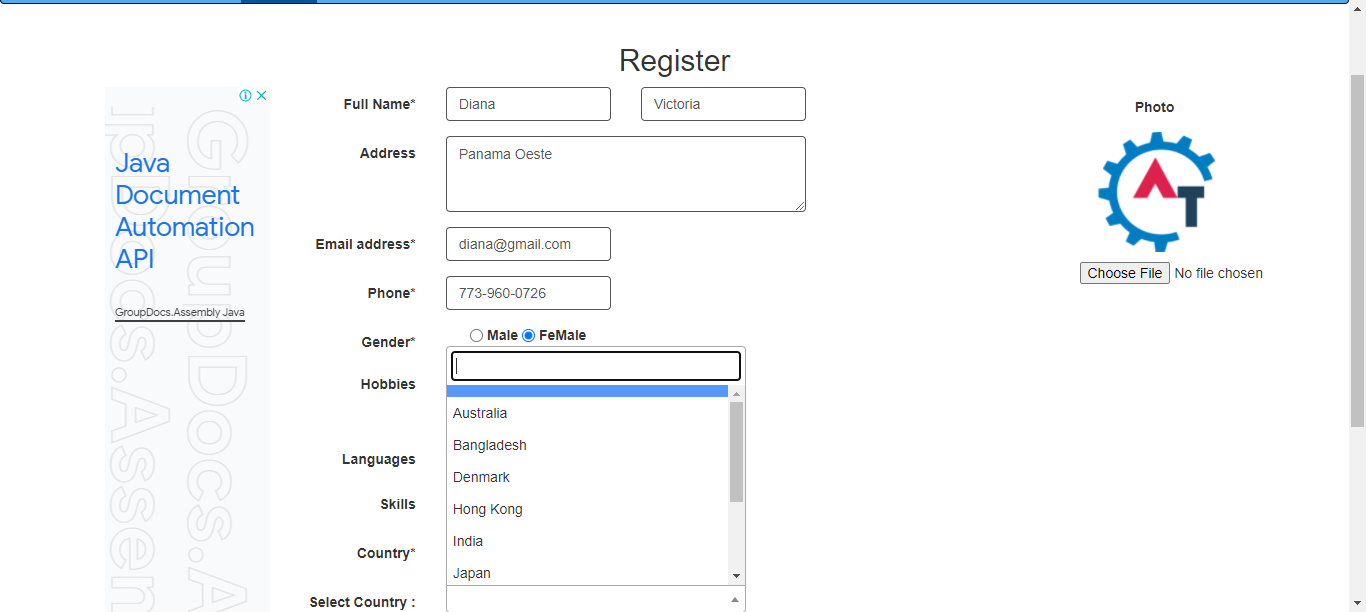 Register
Full Name* Diana Victoria
Photo
Address Panama Oeste
Email address* diana@gmail.com
Choose File No file chosen
Phone* 773-960-0726
Gender* Male FeMale
Hobbies
Australia
Bangladesh
Languages
Denmark
Skills
Hong Kong
India
Country*
Japan
Select Country :
Java
Document
Automation
API
GroupDocs.Assembly Java
GroupDocs.A
upDocs.Assem
AT